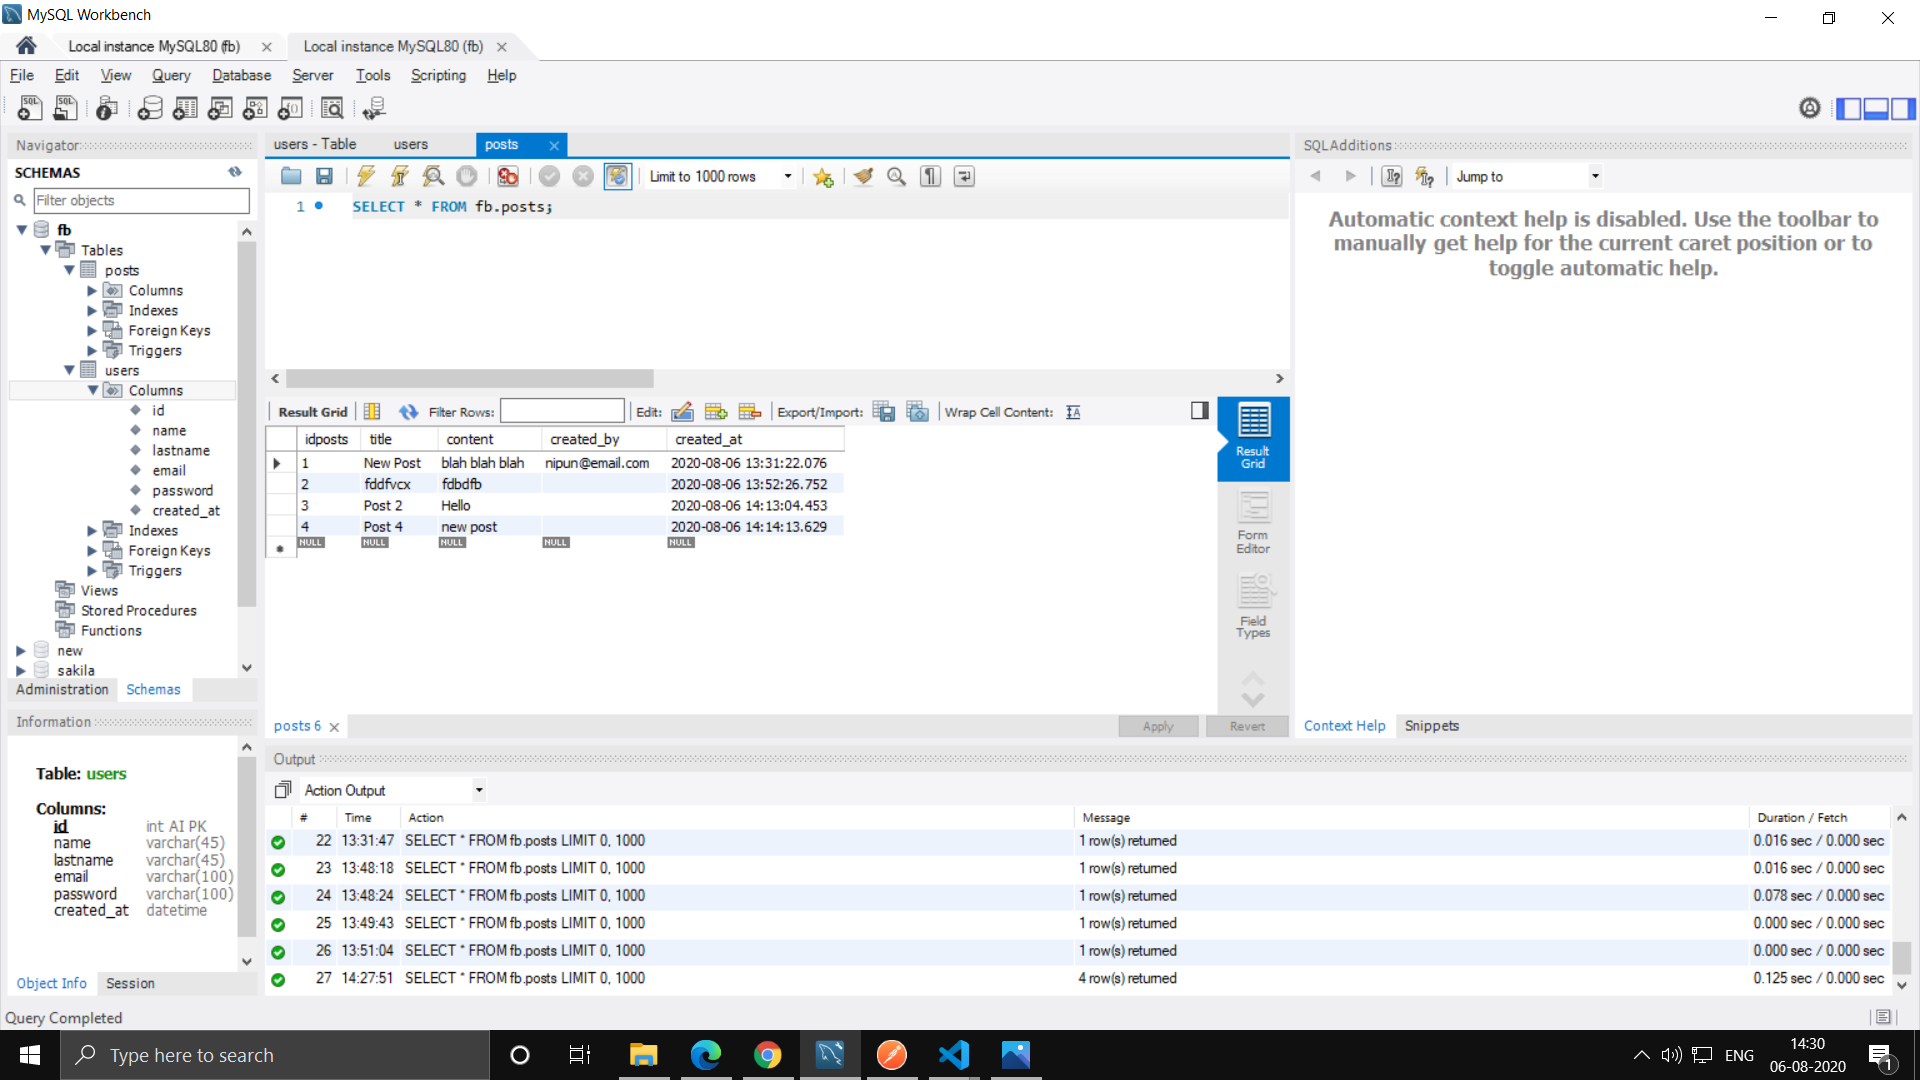 MySQL Workbench
Local instance MySQL80 (fb)
Local instance MySQL80 (fb)
File Edit View Query Database Server Tools Scripting Help
Navigator
SCHEMAS
Filter objects
fb
Tables
posts
Columns
Indexes
Foreign Keys
Triggers
users
Columns
id
name
lastname
email
password
created_at
Indexes
Foreign Keys
Triggers
Views
Stored Procedures
Functions
new
sakila
Administration Schemas
Information
Table: users
Columns:
id int AI PK
name varchar(45)
lastname varchar(45)
email varchar(100)
password varchar(100)
created_at datetime
Object Info Session
Query Completed
users - Table users posts
Limit to 1000 rows
1 SELECT * FROM fb.posts;
Result Grid Filter Rows: Edit: Export/Import: Wrap Cell Content:
idposts title content created_by created_at
1 New Post blah blah blah nipun@email.com 2020-08-06 13:31:22.076
2 fddfvcx fdbdfb 2020-08-06 13:52:26.752
3 Post 2 Hello 2020-08-06 14:13:04.453
4 Post 4 new post 2020-08-06 14:14:13.629
NULL NULL NULL NULL NULL
Result
Grid
Form
Editor
Field
Types
posts 6 Apply Revert
SQLAdditions
Jump to
Automatic context help is disabled. Use the toolbar to
manually get help for the current caret position or to
toggle automatic help.
Context Help Snippets
Output
Action Output
# Time Action Message Duration / Fetch
22 13:31:47 SELECT * FROM fb.posts LIMIT 0, 1000 1 row(s) returned 0.016 sec / 0.000 sec
23 13:48:18 SELECT * FROM fb.posts LIMIT 0, 1000 1 row(s) returned 0.016 sec / 0.000 sec
24 13:48:24 SELECT * FROM fb.posts LIMIT 0, 1000 1 row(s) returned 0.078 sec / 0.000 sec
25 13:49:43 SELECT * FROM fb.posts LIMIT 0, 1000 1 row(s) returned 0.000 sec / 0.000 sec
26 13:51:04 SELECT * FROM fb.posts LIMIT 0, 1000 1 row(s) returned 0.000 sec / 0.000 sec
27 14:27:51 SELECT * FROM fb.posts LIMIT 0, 1000 4 row(s) returned 0.125 sec / 0.000 sec
Type here to search
ENG
14:30
06-08-2020
1